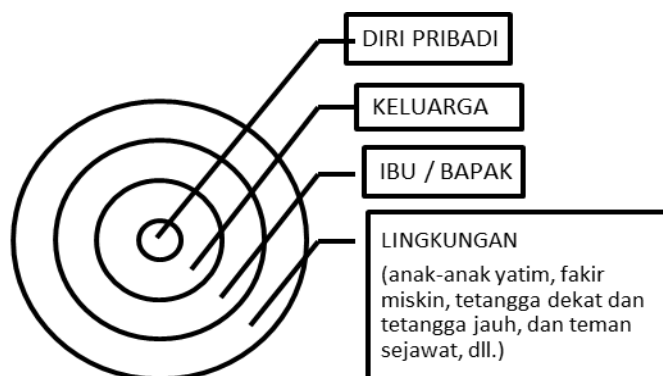 DIRI PRIBADI
KELUARGA
IBU / BAPAK
LINGKUNGAN
(anak-anak yatim, fakir
miskin, tetangga dekat dan
tetangga jauh, dan teman
sejawat, dll.)